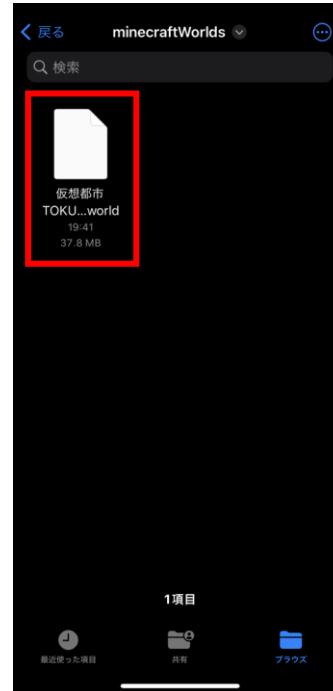 戻る
minecraftWorlds
検索
仮想都市
TOKU...world
19:41
37.8 MB
1項目
最近使った項目
共有
ブラウズ